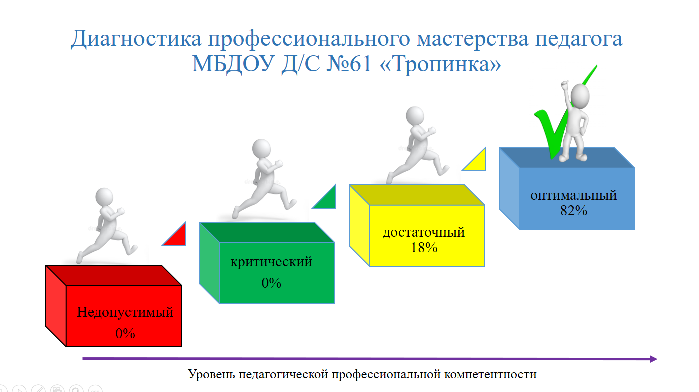 Диагностика профессионального мастерства педагога
МБДОУ Д/С №61 «Тропинка»
оптимальный
82%
достаточный
18%
критический
0%
Недопустимый
0%
Уровень педагогической профессиональной компетентности